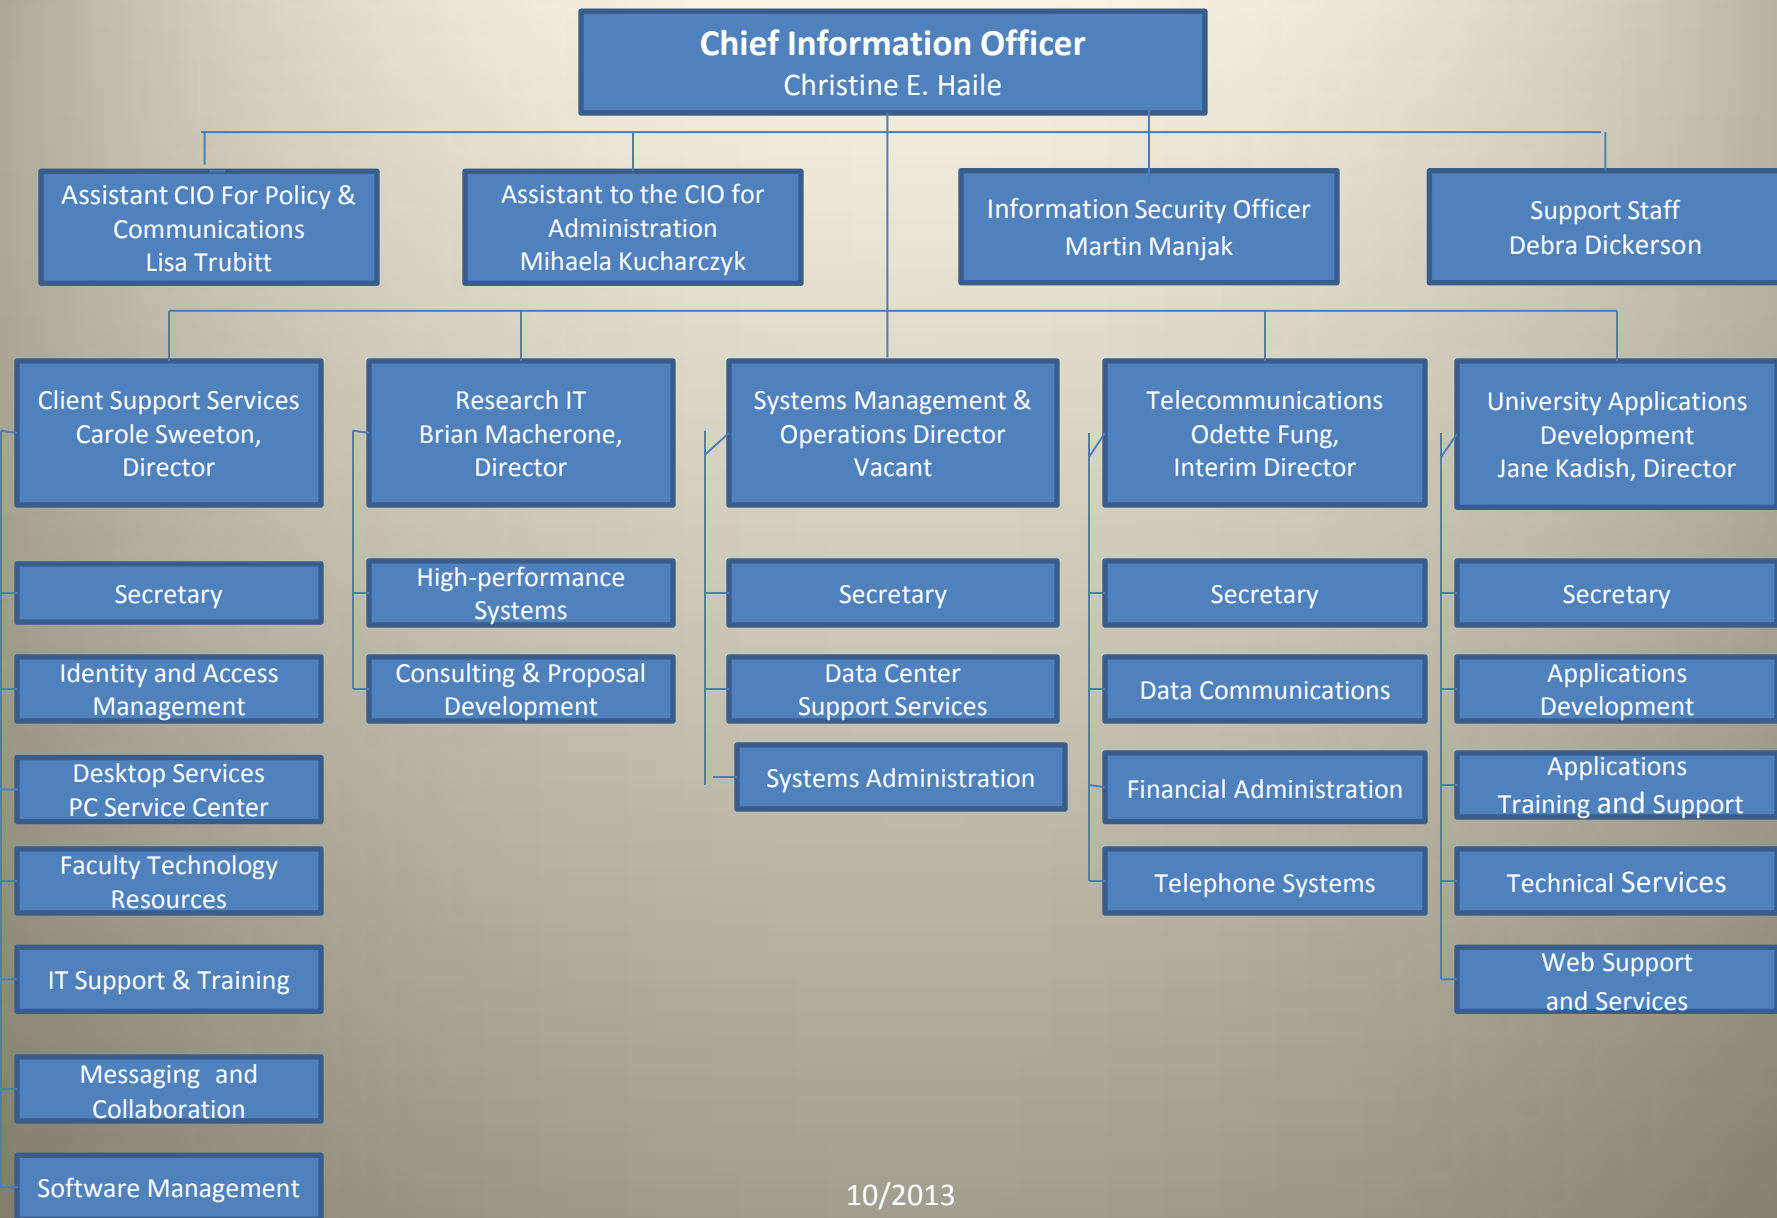 Chief Information Officer
Christine E. Haile
Assistant CIO For Policy &
Communications
Lisa Trubitt
Assistant to the CIO for
Administration
Mihaela Kucharczyk
Information Security Officer
Martin Manjak
Support Staff
Debra Dickerson
Client Support Services
Carole Sweeton,
Director
Research IT
Brian Macherone,
Director
Systems Management &
Operations Director
Vacant
Telecommunications
Odette Fung,
Interim Director
University Applications
Development
Jane Kadish, Director
Secretary
Identity and Access
Management
Desktop Services
PC Service Center
Faculty Technology
Resources
IT Support & Training
Messaging and
Collaboration
Software Management
High-performance
Systems
Consulting & Proposal
Development
Secretary
Data Center
Support Services
Systems Administration
Secretary
Data Communications
Financial Administration
Telephone Systems
Secretary
Applications
Development
Applications
Training and Support
Technical Services
Web Support
and Services
10/2013